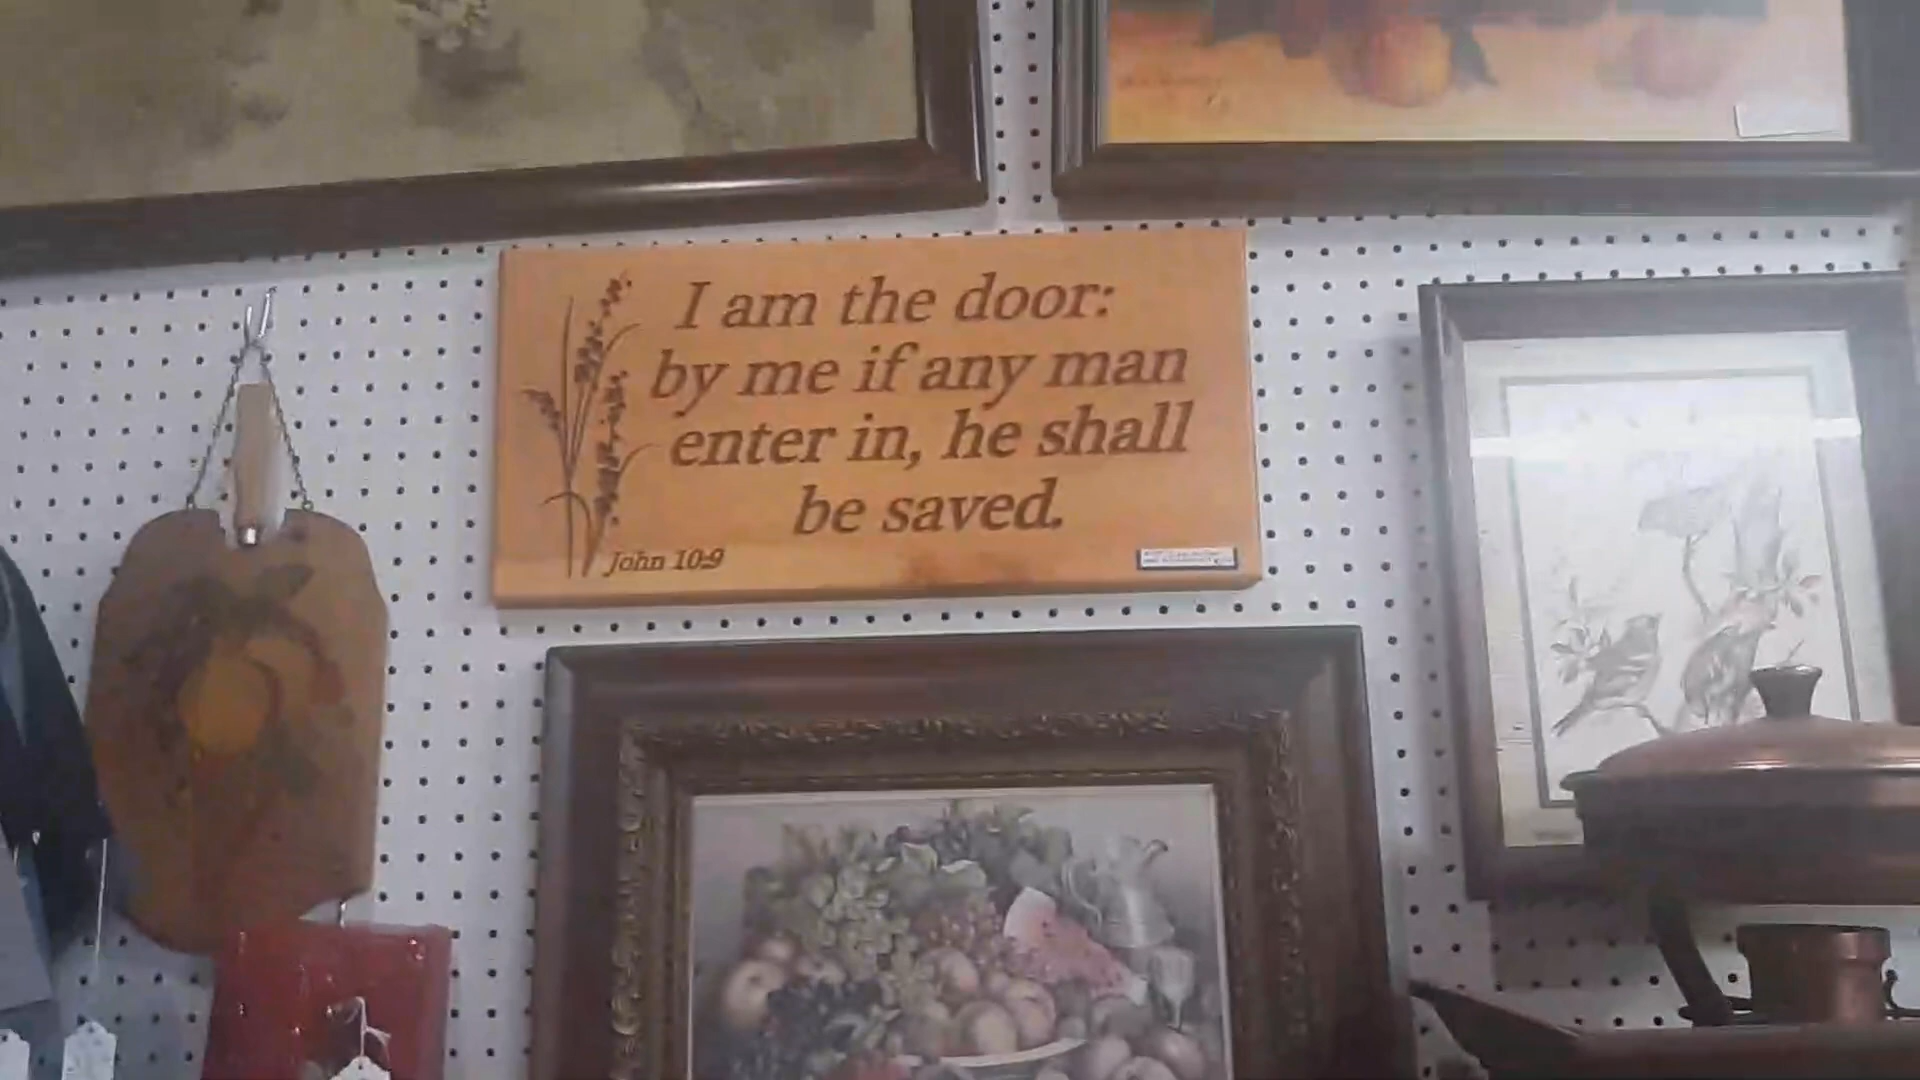 I am the door:
by me if any man
enter in, he shall
be saved.
John 10:9